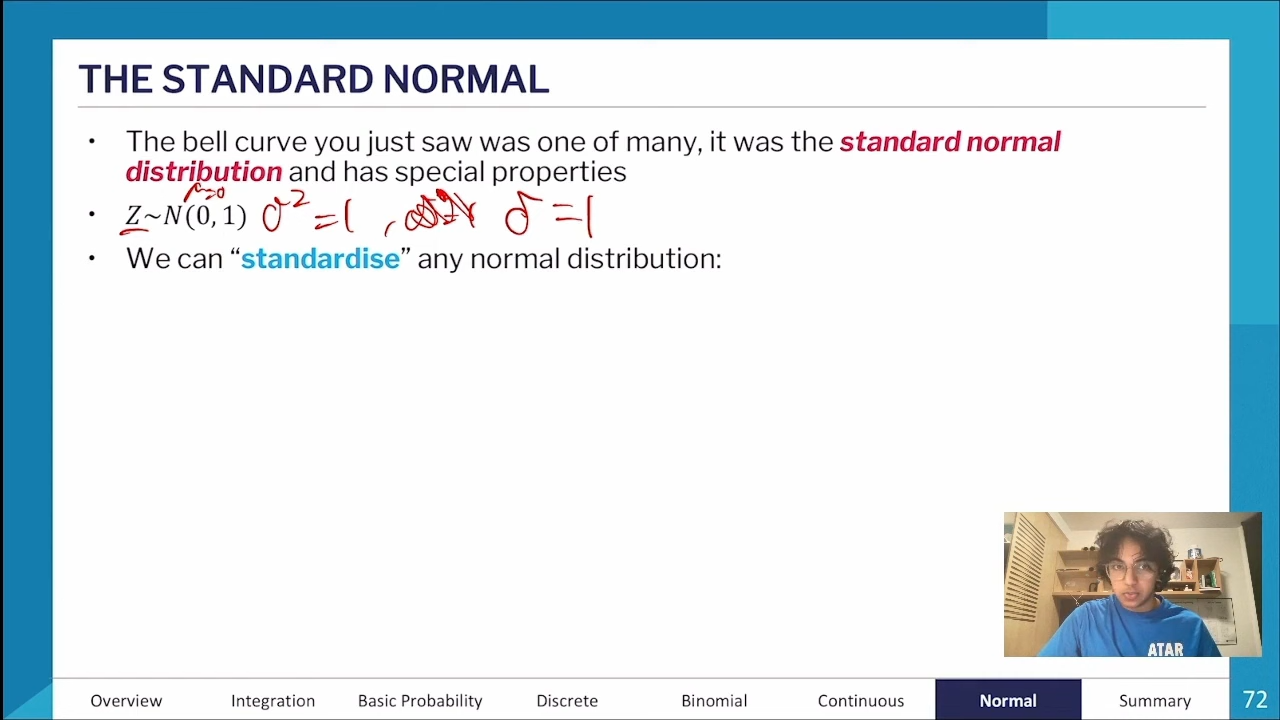 THE STANDARD NORMAL
• The bell curve you just saw was one of many, it was the standard normal
distribution and has special properties
μ=0
• Z~N(0, 1) σ² = 1 , σ = 1
• We can “standardise” any normal distribution:
ATAR
Overview Integration Basic Probability Discrete Binomial Continuous Normal Summary 72